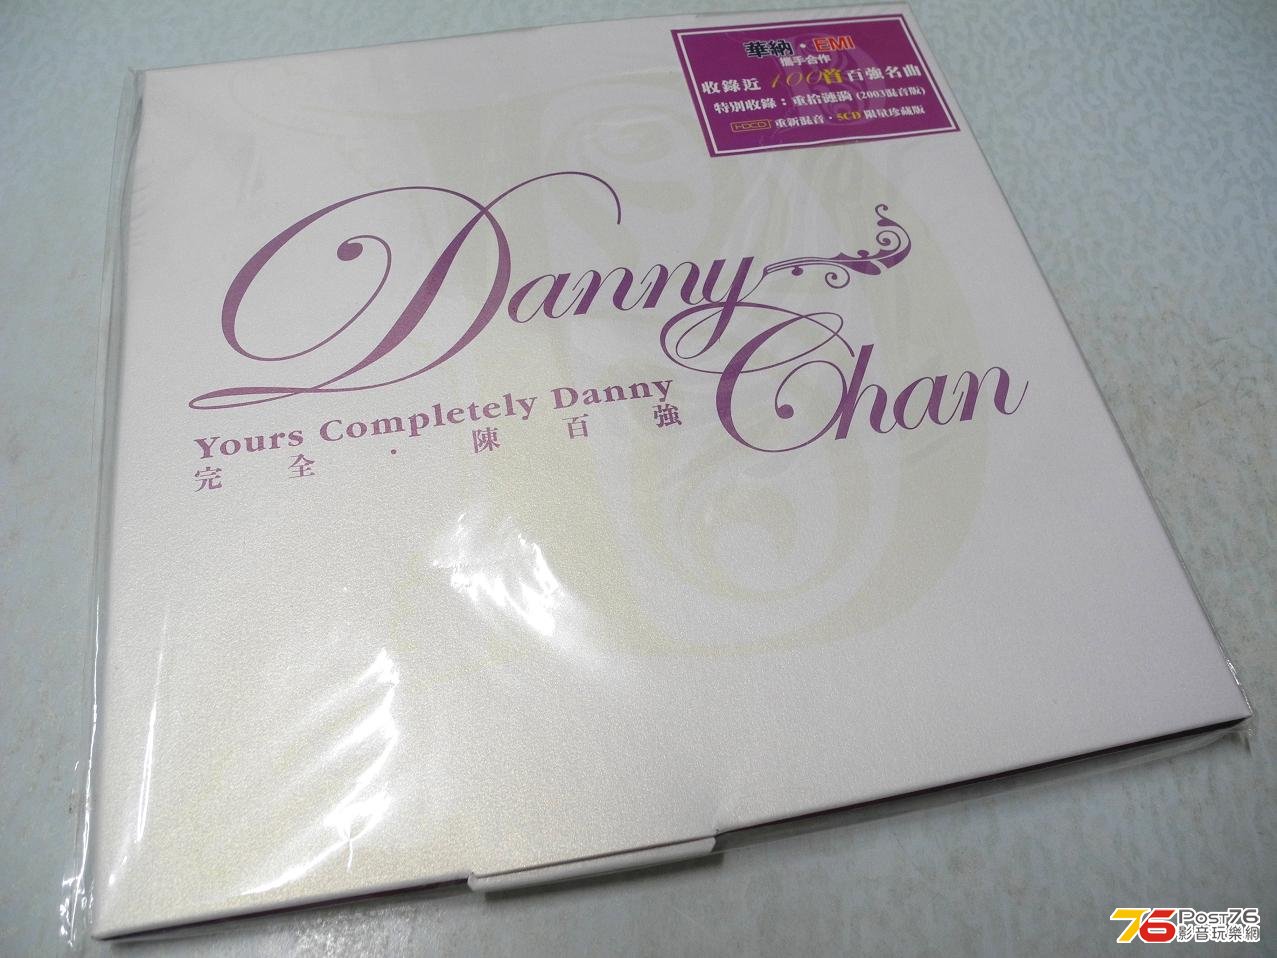 華納·EMI
攜手合作
收錄近 100首百強名曲
特別收錄：重拾漣漪 (2003混音版)
HDCD 重新混音·5CD 限量珍藏版
Danny
Chan
Yours Completely Danny
完全·陳百強
76 Post76
影音玩樂網